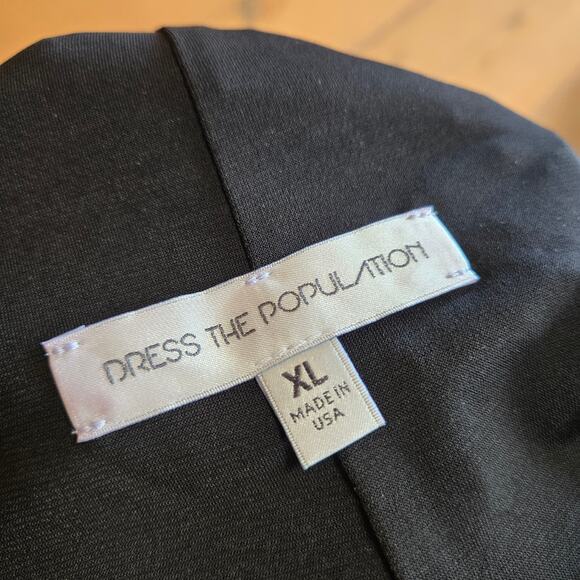 DRESS THE POPULATION
XL
MADE IN
USA